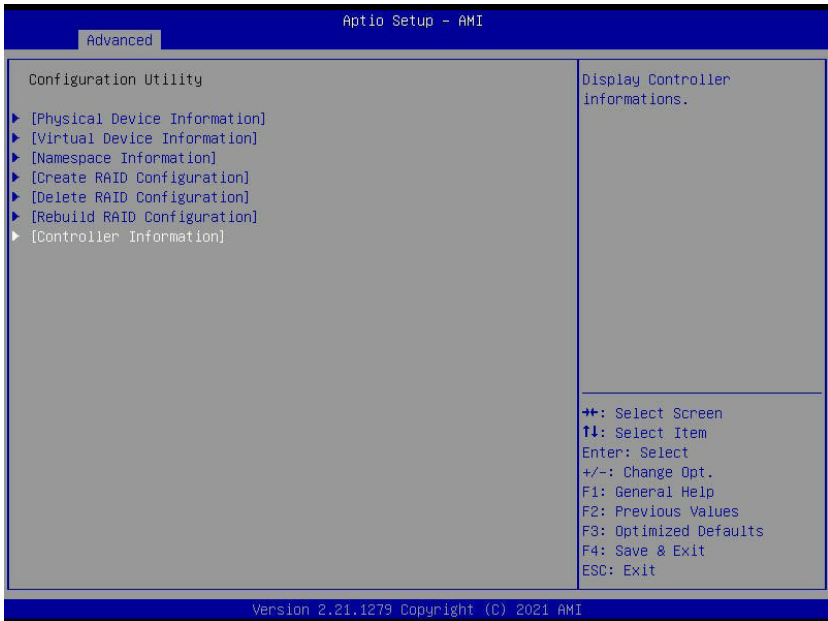 Aptio Setup – AMI
Advanced
Configuration Utility
[Physical Device Information]
[Virtual Device Information]
[Namespace Information]
[Create RAID Configuration]
[Delete RAID Configuration]
[Rebuild RAID Configuration]
[Controller Information]
Display Controller
informations.
→←: Select Screen
↑↓: Select Item
Enter: Select
+/-: Change Opt.
F1: General Help
F2: Previous Values
F3: Optimized Defaults
F4: Save & Exit
ESC: Exit
Version 2.21.1279 Copyright (C) 2021 AMI